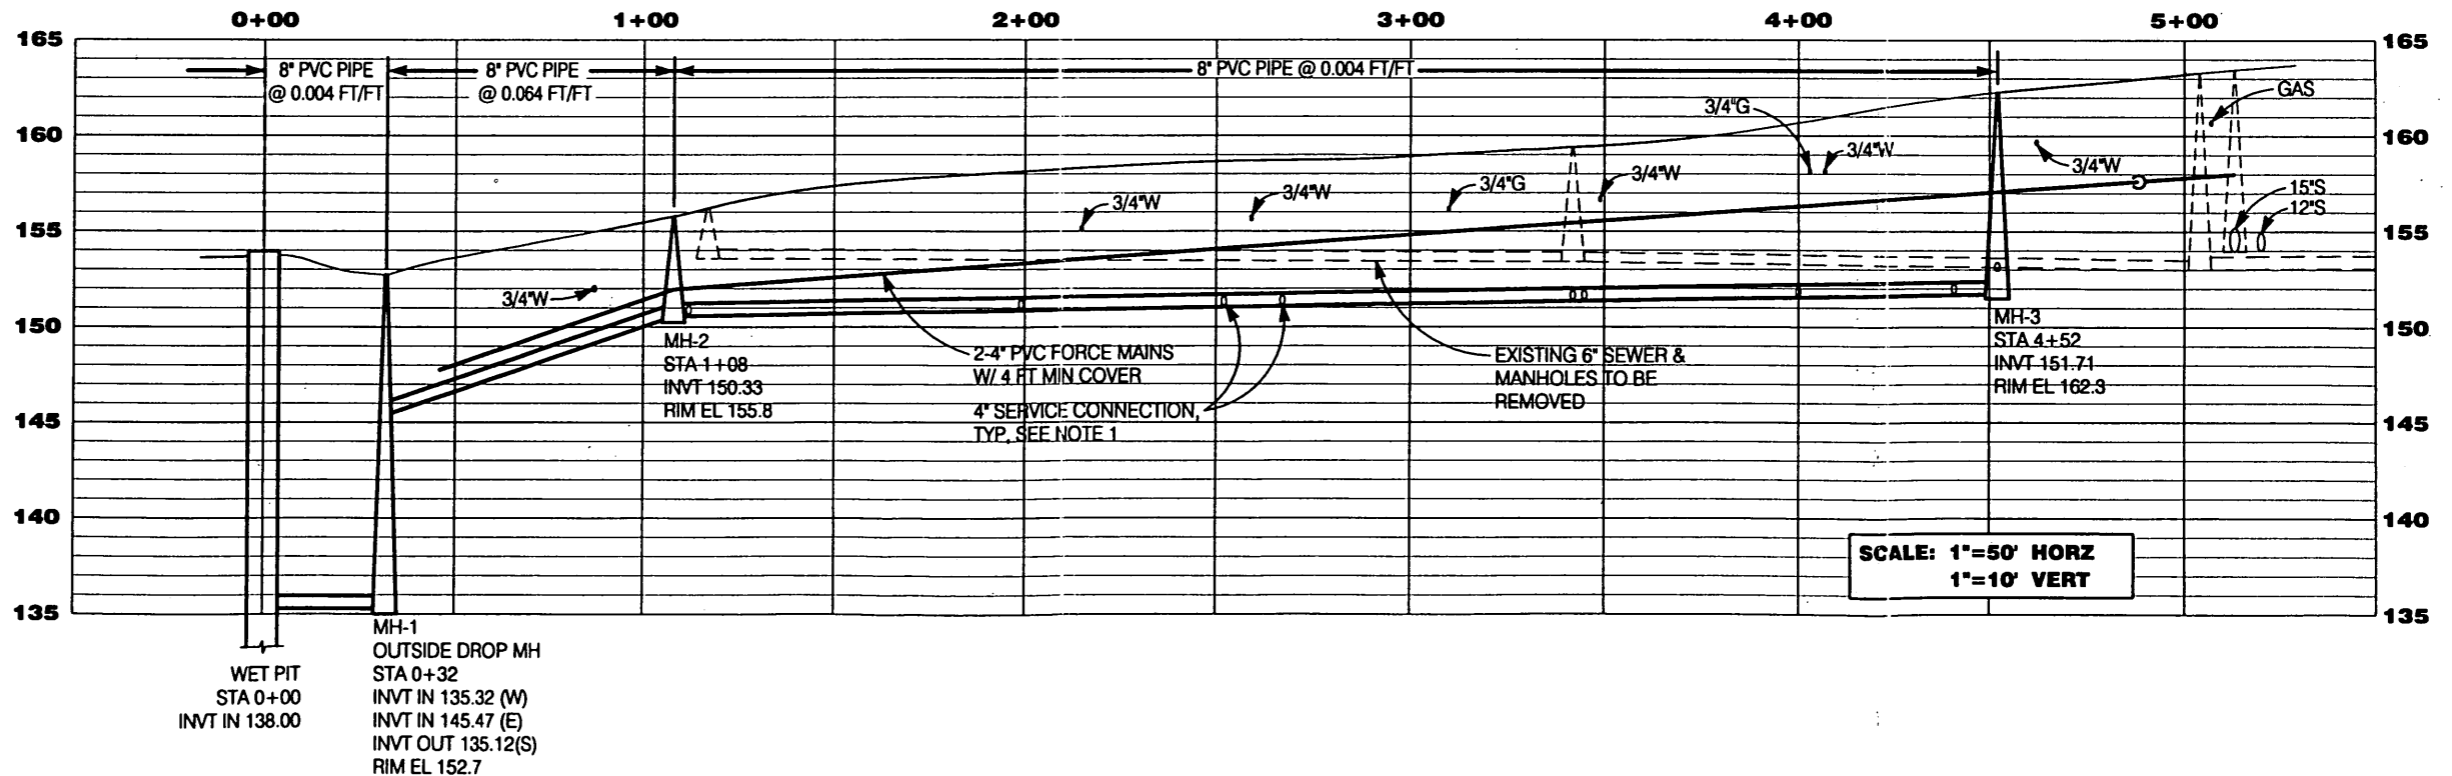 0+00 1+00 2+00 3+00 4+00 5+00
165 165
8" PVC PIPE
@ 0.004 FT/FT
8" PVC PIPE
@ 0.064 FT/FT
8" PVC PIPE @ 0.004 FT/FT
GAS
3/4"G
160 160
3/4"W
3/4"W
3/4"W
3/4"G
3/4"W
3/4"W
15"S
12"S
155 155
3/4"W
150 150
MH-2
STA 1+08
INVT 150.33
RIM EL 155.8
2-4" PVC FORCE MAINS
W/ 4 FT MIN COVER
4" SERVICE CONNECTION,
TYP, SEE NOTE 1
EXISTING 6" SEWER &
MANHOLES TO BE
REMOVED
MH-3
STA 4+52
INVT 151.71
RIM EL 162.3
145 145
140 140
SCALE: 1"=50' HORZ
1"=10' VERT
135 135
WET PIT
STA 0+00
INVT IN 138.00
MH-1
OUTSIDE DROP MH
STA 0+32
INVT IN 135.32 (W)
INVT IN 145.47 (E)
INVT OUT 135.12(S)
RIM EL 152.7